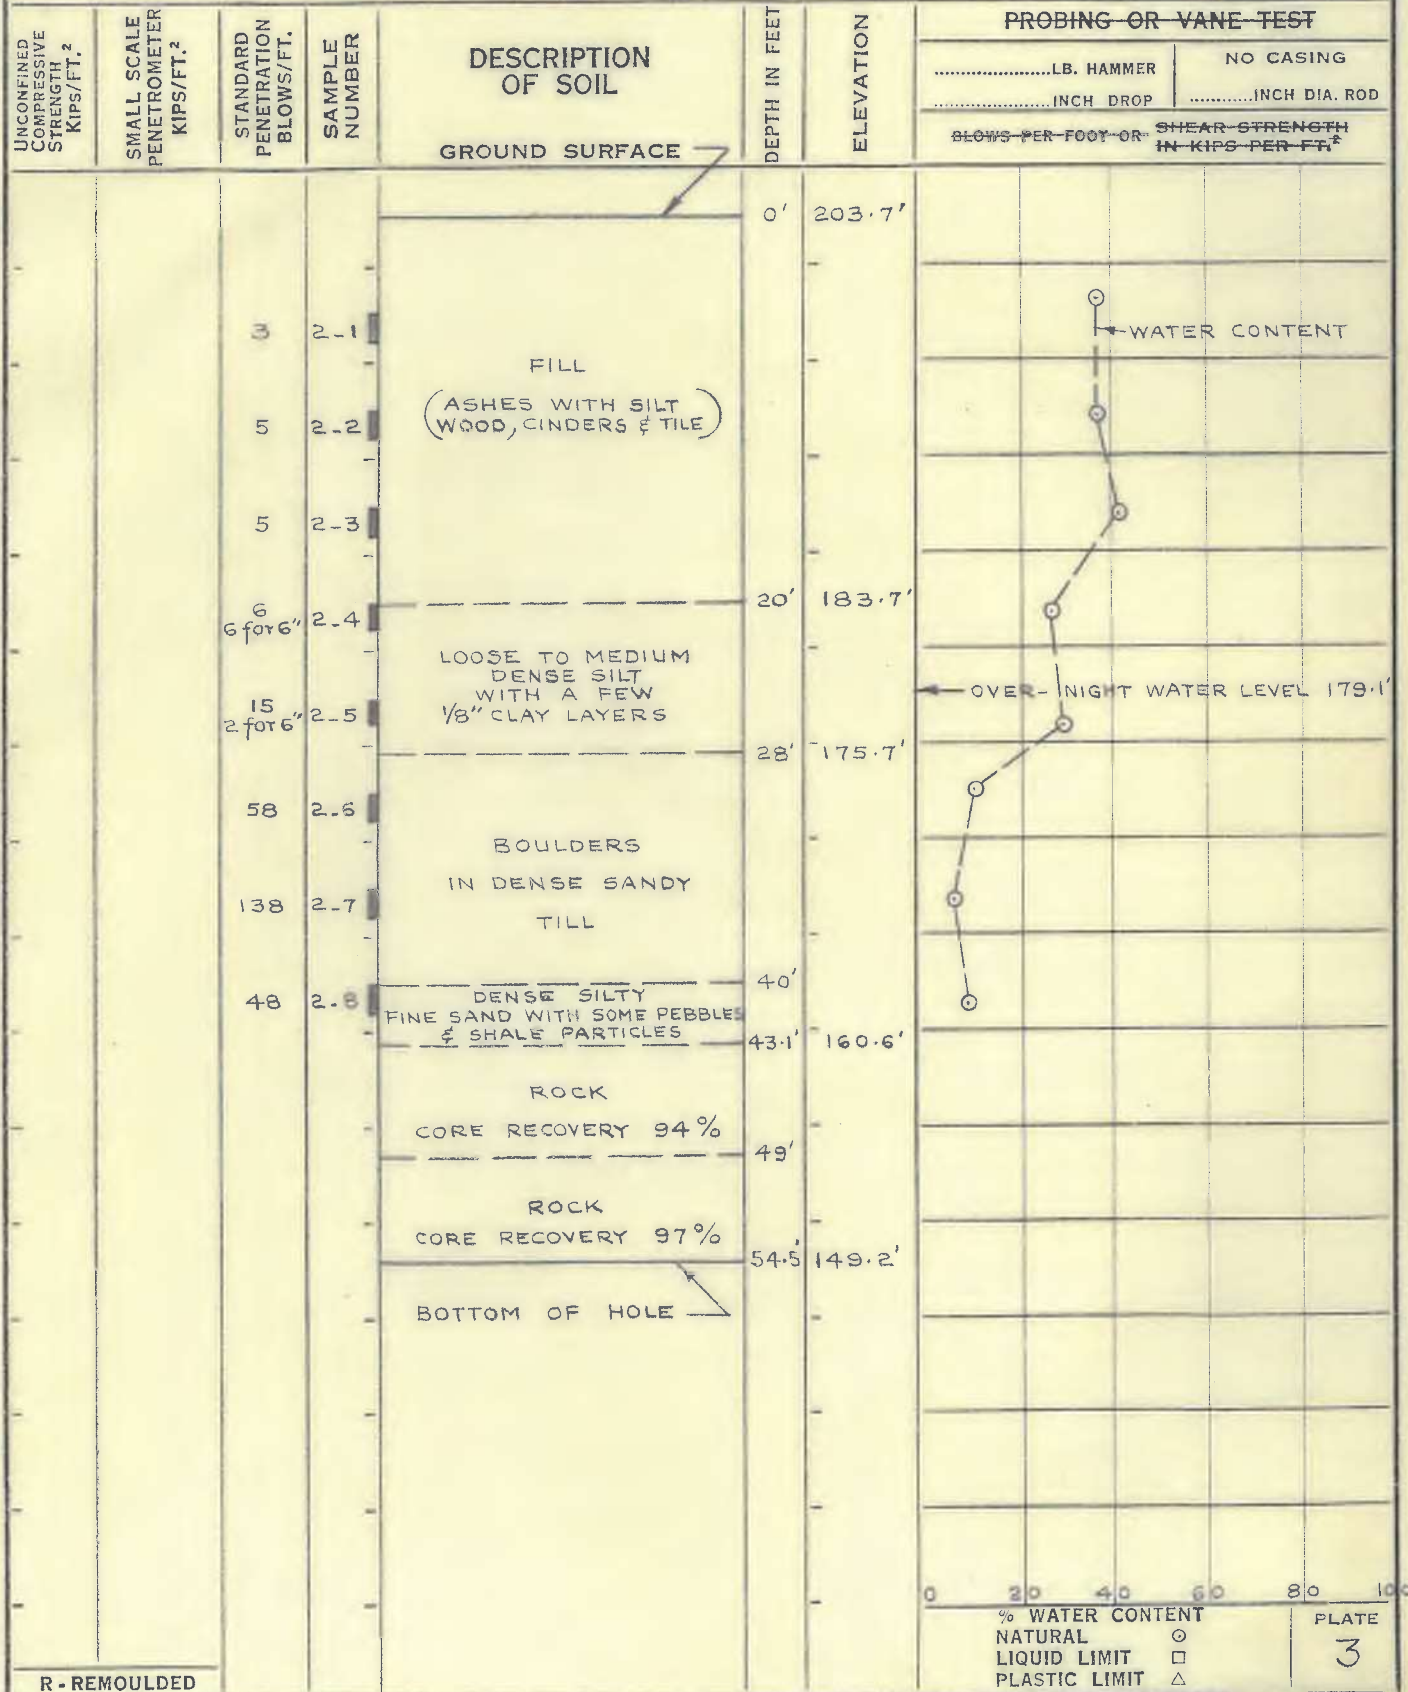 UNCONFINED
COMPRESSIVE
STRENGTH
KIPS/FT.²
SMALL SCALE
PENETROMETER
KIPS/FT.²
STANDARD
PENETRATION
BLOWS/FT.
SAMPLE
NUMBER
DESCRIPTION
OF SOIL
GROUND SURFACE
DEPTH IN FEET
ELEVATION
PROBING OR VANE TEST
....................LB. HAMMER
....................INCH DROP
NO CASING
...........INCH DIA. ROD
BLOWS PER FOOT OR SHEAR STRENGTH
IN KIPS PER FT.²
0' 203.7'
3 2-1
WATER CONTENT
FILL
(ASHES WITH SILT
WOOD, CINDERS & TILE)
5 2-2
5 2-3
20' 183.7'
6
6 for 6" 2-4
LOOSE TO MEDIUM
DENSE SILT
WITH A FEW
1/8" CLAY LAYERS
OVER-NIGHT WATER LEVEL 179.1'
15
2 for 6" 2-5
28' 175.7'
58 2-6
BOULDERS
IN DENSE SANDY
TILL
138 2-7
40'
48 2-8
DENSE SILTY
FINE SAND WITH SOME PEBBLES
& SHALE PARTICLES
43.1' 160.6'
ROCK
CORE RECOVERY 94%
49'
ROCK
CORE RECOVERY 97%
54.5' 149.2'
BOTTOM OF HOLE
0 20 40 60 80 100
% WATER CONTENT
NATURAL ⊙
LIQUID LIMIT □
PLASTIC LIMIT △
PLATE
3
R - REMOULDED